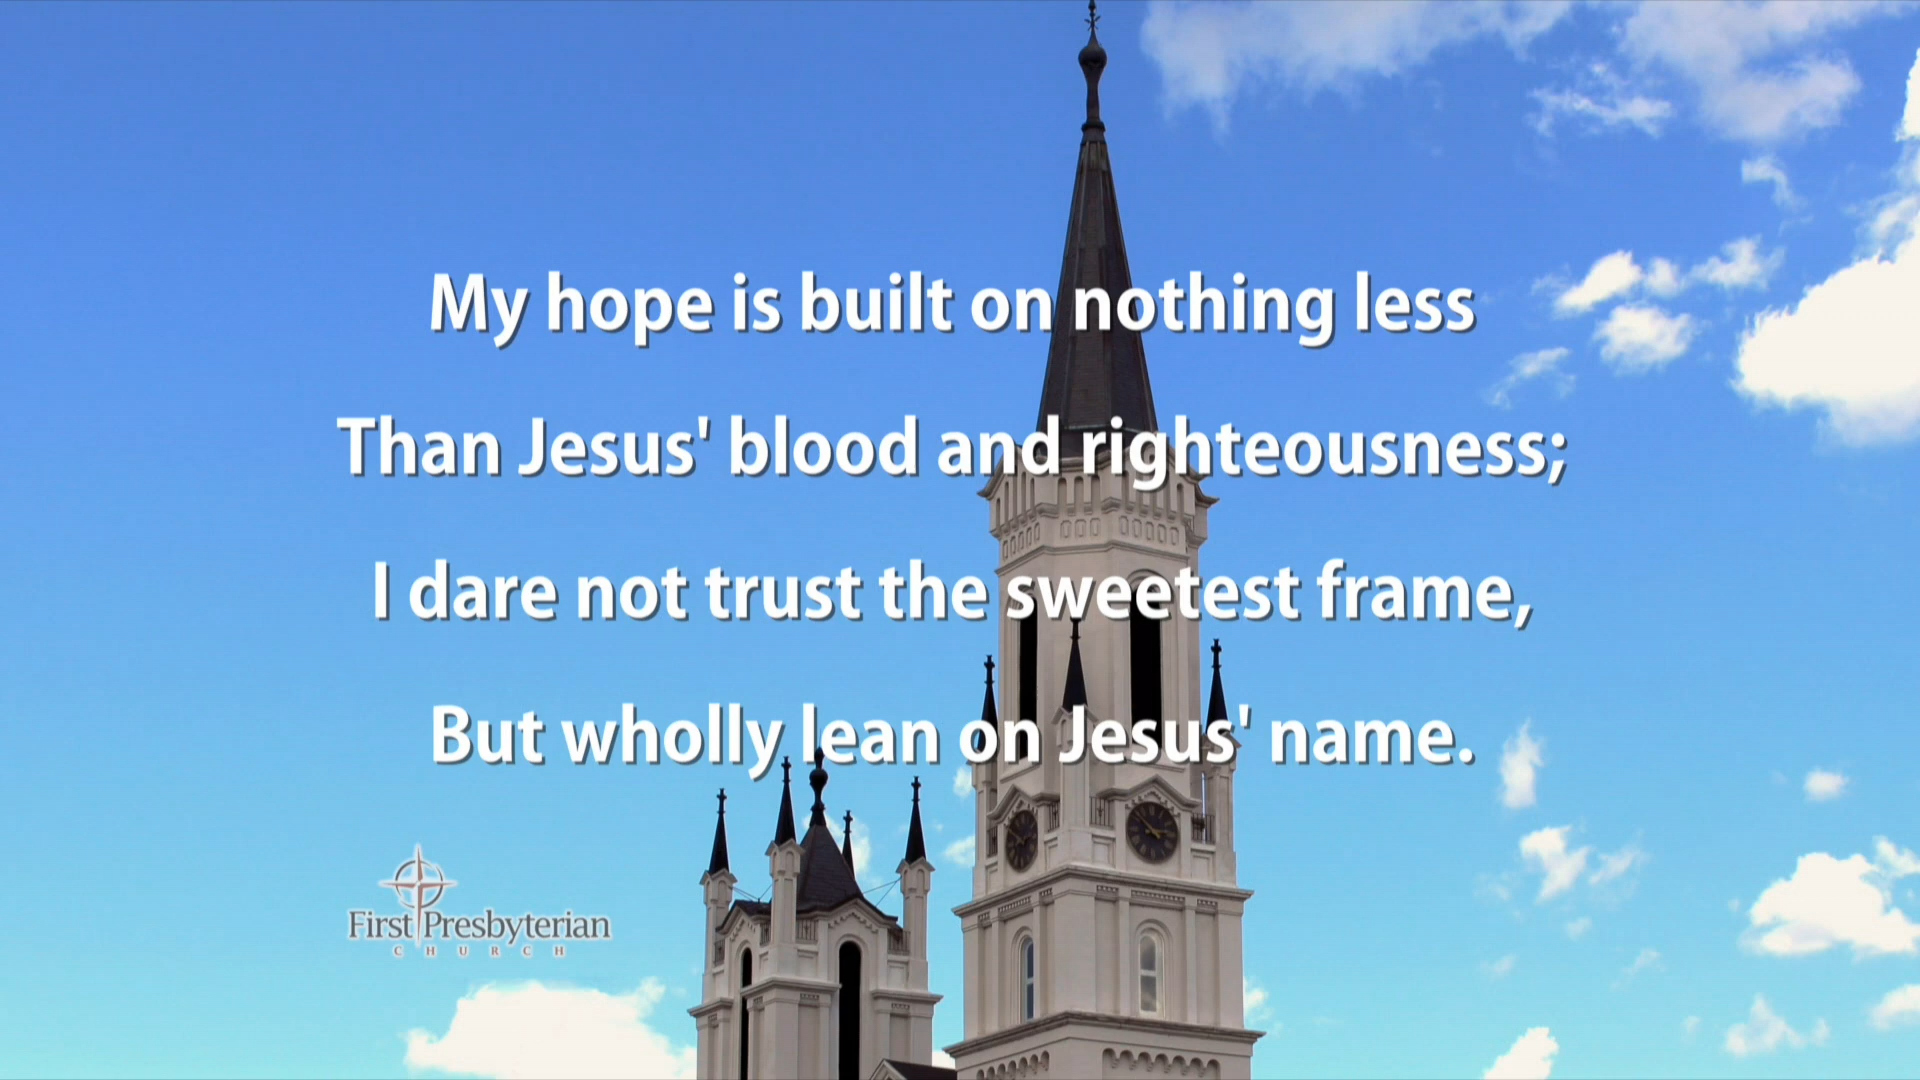 My hope is built on nothing less
Than Jesus' blood and righteousness;
I dare not trust the sweetest frame,
But wholly lean on Jesus' name.
First Presbyterian
CHURCH